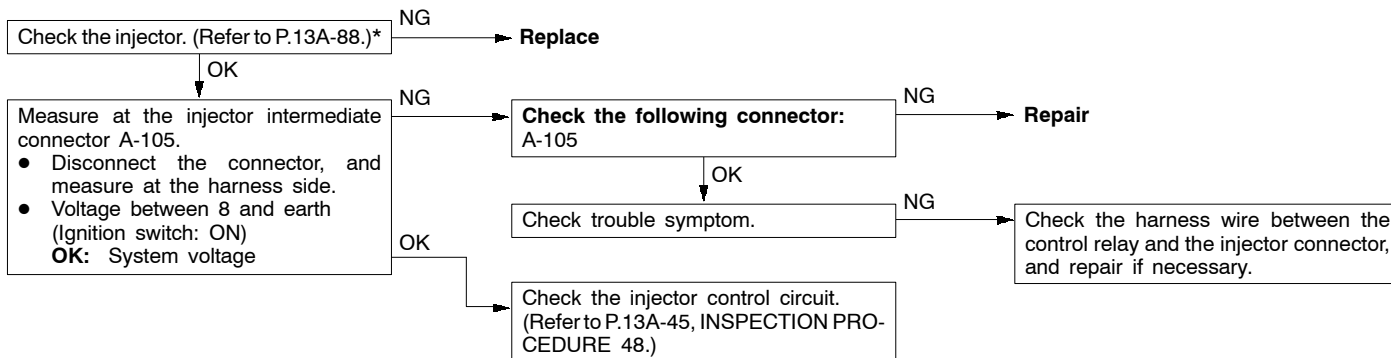 Check the injector. (Refer to P.13A-88.)*
NG
Replace
OK
Measure at the injector intermediate
connector A-105.
● Disconnect the connector, and
measure at the harness side.
● Voltage between 8 and earth
(Ignition switch: ON)
OK: System voltage
NG
Check the following connector:
A-105
NG
Repair
OK
Check trouble symptom.
NG
Check the harness wire between the
control relay and the injector connector,
and repair if necessary.
OK
Check the injector control circuit.
(Refer to P.13A-45, INSPECTION PRO-
CEDURE 48.)